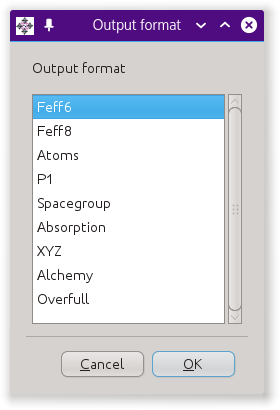 Output format
Output format
Feff6
Feff8
Atoms
P1
Spacegroup
Absorption
XYZ
Alchemy
Overfull
Cancel OK